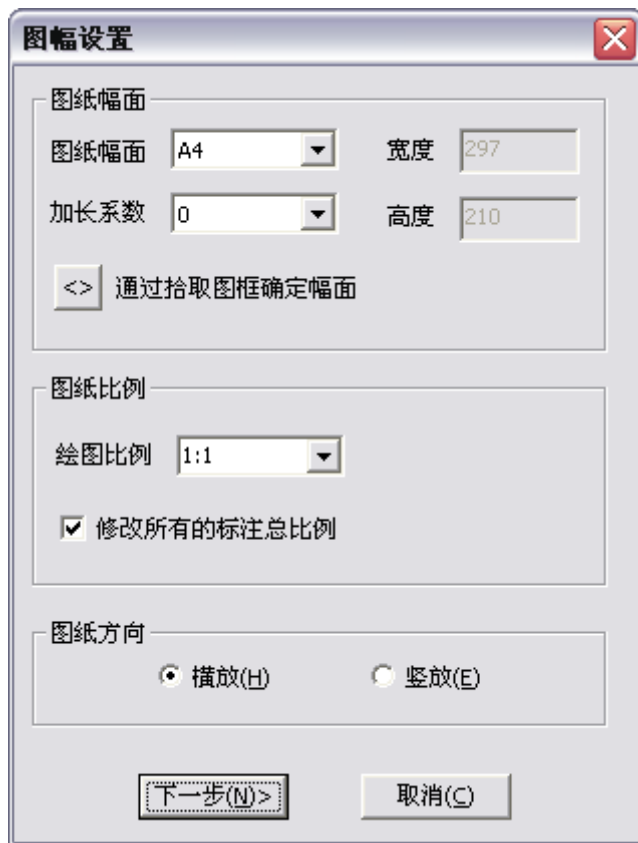 图幅设置
图纸幅面
图纸幅面 A4 宽度 297
加长系数 0 高度 210
<> 通过拾取图框确定幅面
图纸比例
绘图比例 1:1
修改所有的标注总比例
图纸方向
横放(H) 竖放(E)
下一步(N)> 取消(C)